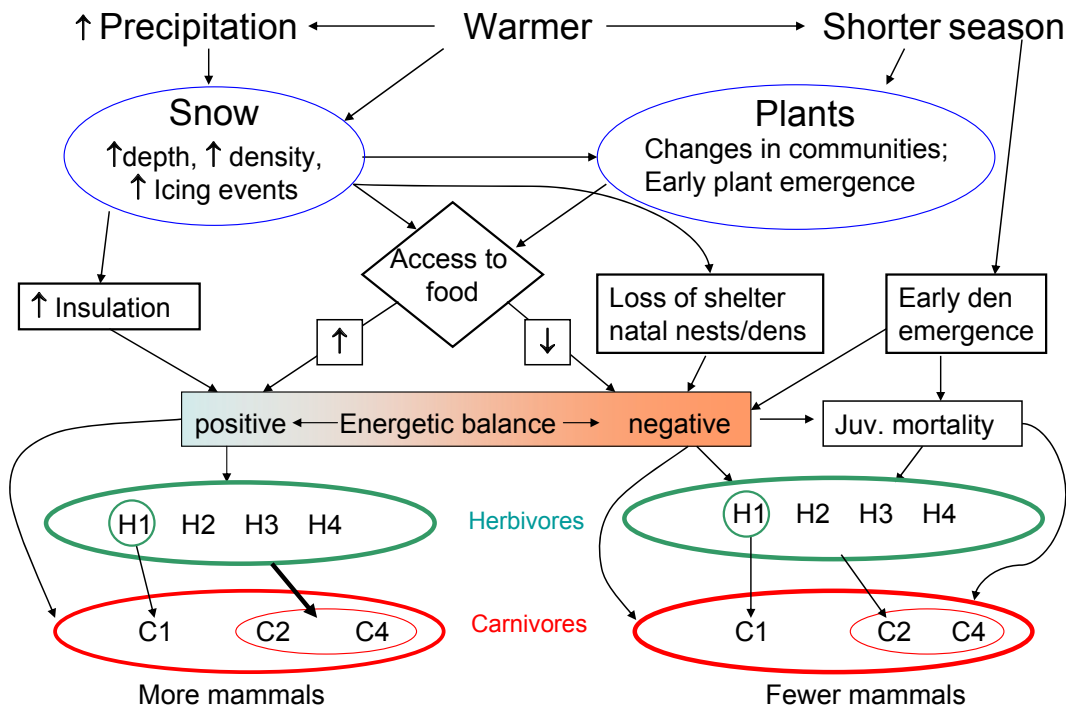 ↑ Precipitation
Warmer
Shorter season
Snow
↑depth, ↑ density,
↑ Icing events
Plants
Changes in communities;
Early plant emergence
Access to
food
↑ Insulation
↑
↓
Loss of shelter
natal nests/dens
Early den
emergence
positive
Energetic balance
negative
Juv. mortality
H1 H2 H3 H4
Herbivores
H1 H2 H3 H4
C1 C2 C4
Carnivores
C1 C2 C4
More mammals
Fewer mammals